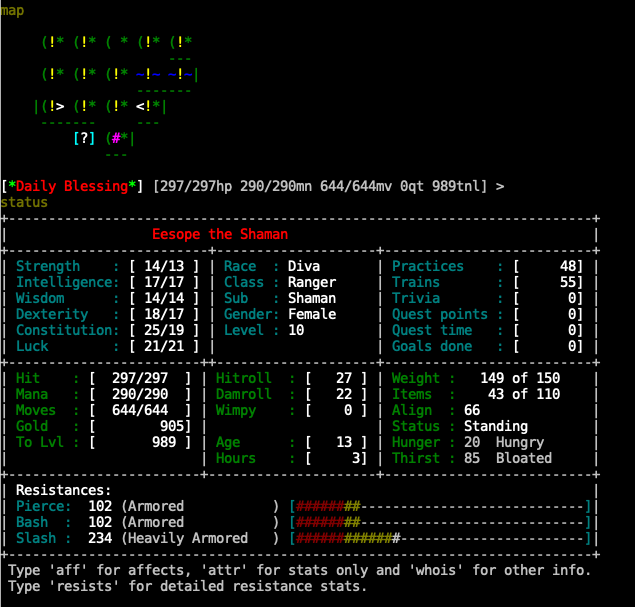 map
(!* (!* ( * (!* (!*
---
(!* (!* (!* ~!~ ~!~|
-------
|(!> (!* (!* <!*|
------- ---
[?] (#*|
---
[*Daily Blessing*] [297/297hp 290/290mn 644/644mv 0qt 989tnl] >
status
+-------------------------------------------------------------------------+
| Eesope the Shaman |
+-------------------------+--------------------+--------------------------+
| Strength : [ 14/13 ] | Race : Diva | Practices : [ 48] |
| Intelligence: [ 17/17 ] | Class : Ranger | Trains : [ 55] |
| Wisdom : [ 14/14 ] | Sub : Shaman | Trivia : [ 0] |
| Dexterity : [ 18/17 ] | Gender: Female | Quest points : [ 0] |
| Constitution: [ 25/19 ] | Level : 10 | Quest time : [ 0] |
| Luck : [ 21/21 ] | | Goals done : [ 0] |
+------------------------++--------------------+--------------------------+
| Hit : [ 297/297 ] | Hitroll : [ 27 ] | Weight : 149 of 150 |
| Mana : [ 290/290 ] | Damroll : [ 22 ] | Items : 43 of 110 |
| Moves : [ 644/644 ] | Wimpy : [ 0 ] | Align : 66 |
| Gold : [ 905] | | Status : Standing |
| To Lvl : [ 989 ] | Age : [ 13 ] | Hunger : 20 Hungry |
| | Hours : [ 3] | Thirst : 85 Bloated |
+------------------------+--------------------+---------------------------+
| Resistances: |
| Pierce: 102 (Armored ) [########----------------------------] |
| Bash : 102 (Armored ) [########----------------------------] |
| Slash : 234 (Heavily Armored ) [#############-----------------------] |
+-------------------------------------------------------------------------+
Type 'aff' for affects, 'attr' for stats only and 'whois' for other info.
Type 'resists' for detailed resistance stats.